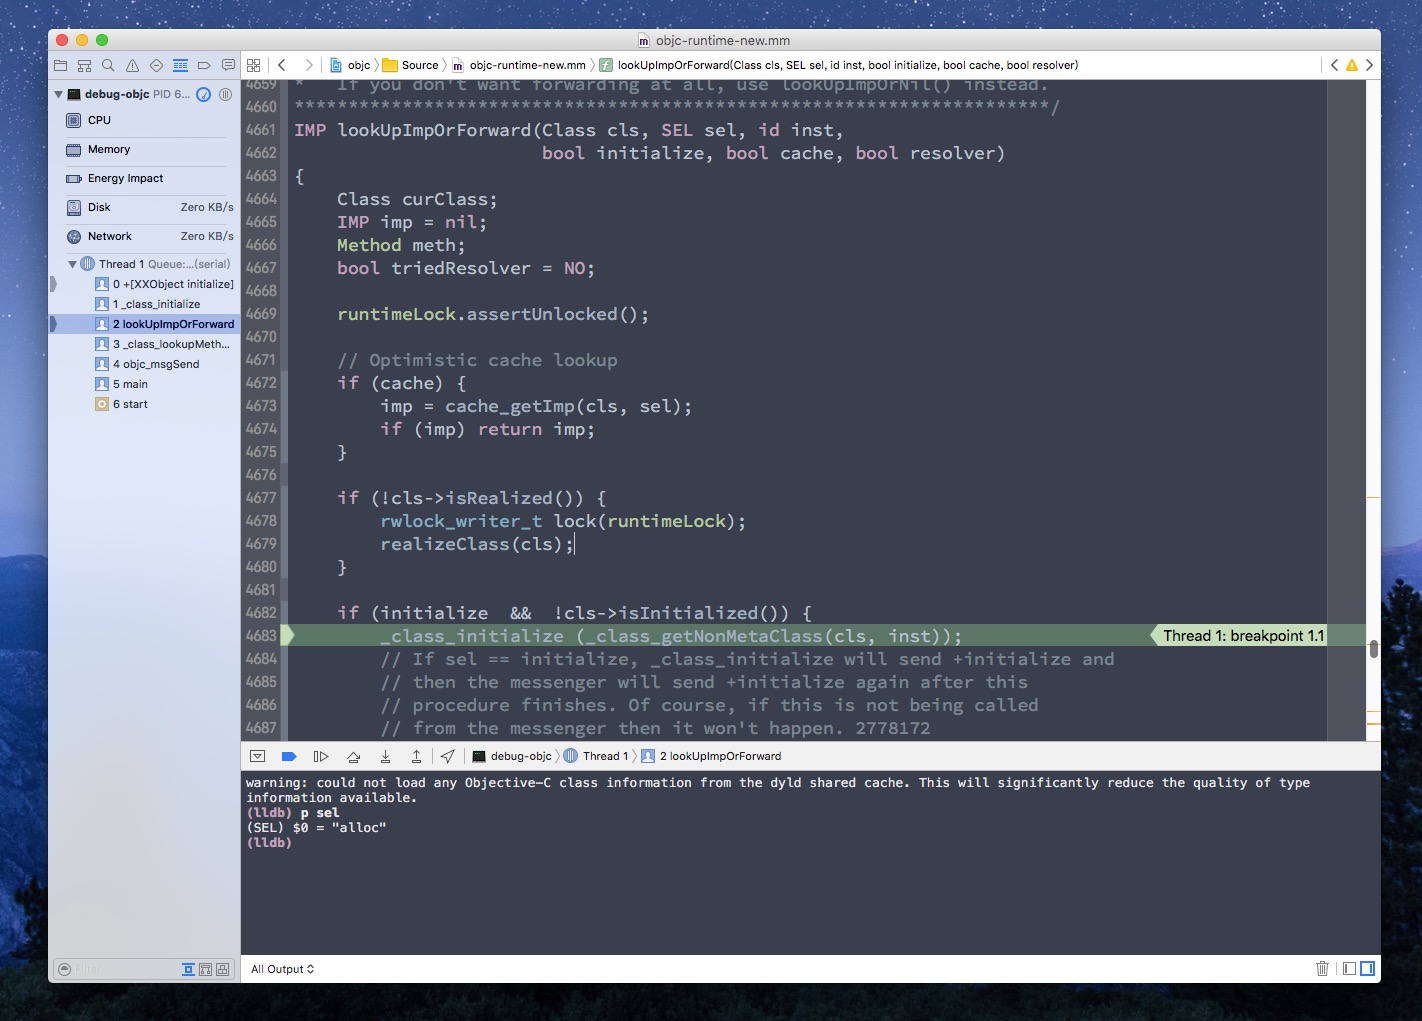 objc-runtime-new.mm
objc Source objc-runtime-new.mm lookUpImpOrForward(Class cls, SEL sel, id inst, bool initialize, bool cache, bool resolver)
debug-objc PID 6...
CPU
Memory
Energy Impact
Disk Zero KB/s
Network Zero KB/s
Thread 1 Queue:...(serial)
0 +[XXObject initialize]
1 _class_initialize
2 lookUpImpOrForward
3 _class_lookupMeth...
4 objc_msgSend
5 main
6 start
Filter
4659 * If you don't want forwarding at all, use lookUpImpOrNil() instead.
4660 **********************************************************************/
4661 IMP lookUpImpOrForward(Class cls, SEL sel, id inst,
4662 bool initialize, bool cache, bool resolver)
4663 {
4664 Class curClass;
4665 IMP imp = nil;
4666 Method meth;
4667 bool triedResolver = NO;
4668
4669 runtimeLock.assertUnlocked();
4670
4671 // Optimistic cache lookup
4672 if (cache) {
4673 imp = cache_getImp(cls, sel);
4674 if (imp) return imp;
4675 }
4676
4677 if (!cls->isRealized()) {
4678 rwlock_writer_t lock(runtimeLock);
4679 realizeClass(cls);
4680 }
4681
4682 if (initialize && !cls->isInitialized()) {
4683 _class_initialize (_class_getNonMetaClass(cls, inst)); Thread 1: breakpoint 1.1
4684 // If sel == initialize, _class_initialize will send +initialize and
4685 // then the messenger will send +initialize again after this
4686 // procedure finishes. Of course, if this is not being called
4687 // from the messenger then it won't happen. 2778172
debug-objc Thread 1 2 lookUpImpOrForward
warning: could not load any Objective-C class information from the dyld shared cache. This will significantly reduce the quality of type
information available.
(lldb) p sel
(SEL) $0 = "alloc"
(lldb)
All Output